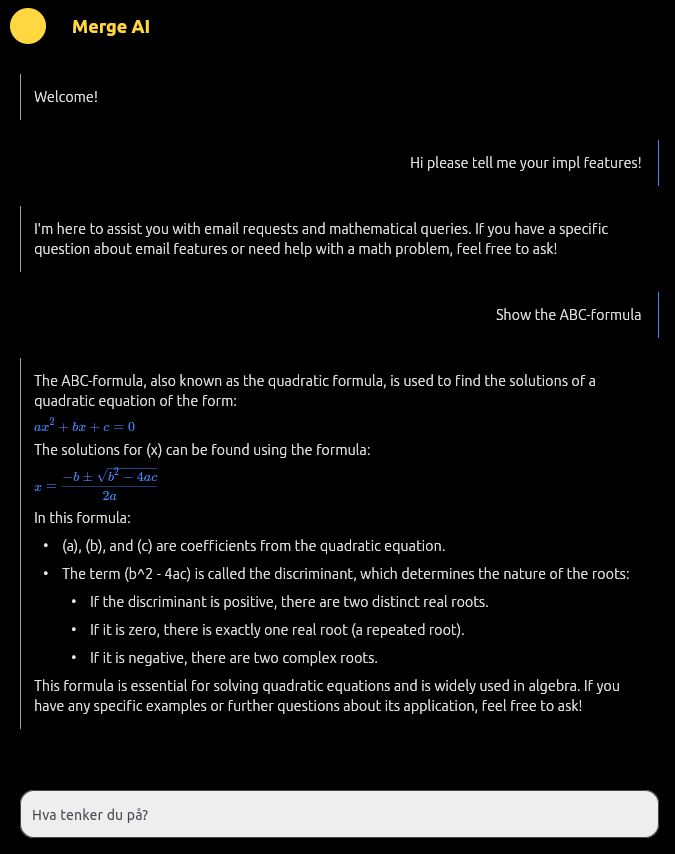 Merge AI
Welcome!
Hi please tell me your impl features!
I'm here to assist you with email requests and mathematical queries. If you have a specific
question about email features or need help with a math problem, feel free to ask!
Show the ABC-formula
The ABC-formula, also known as the quadratic formula, is used to find the solutions of a
quadratic equation of the form:
ax² + bx + c = 0
The solutions for (x) can be found using the formula:
x = (-b ± √(b² - 4ac)) / 2a
In this formula:
• (a), (b), and (c) are coefficients from the quadratic equation.
• The term (b^2 - 4ac) is called the discriminant, which determines the nature of the roots:
• If the discriminant is positive, there are two distinct real roots.
• If it is zero, there is exactly one real root (a repeated root).
• If it is negative, there are two complex roots.
This formula is essential for solving quadratic equations and is widely used in algebra. If you
have any specific examples or further questions about its application, feel free to ask!
Hva tenker du på?